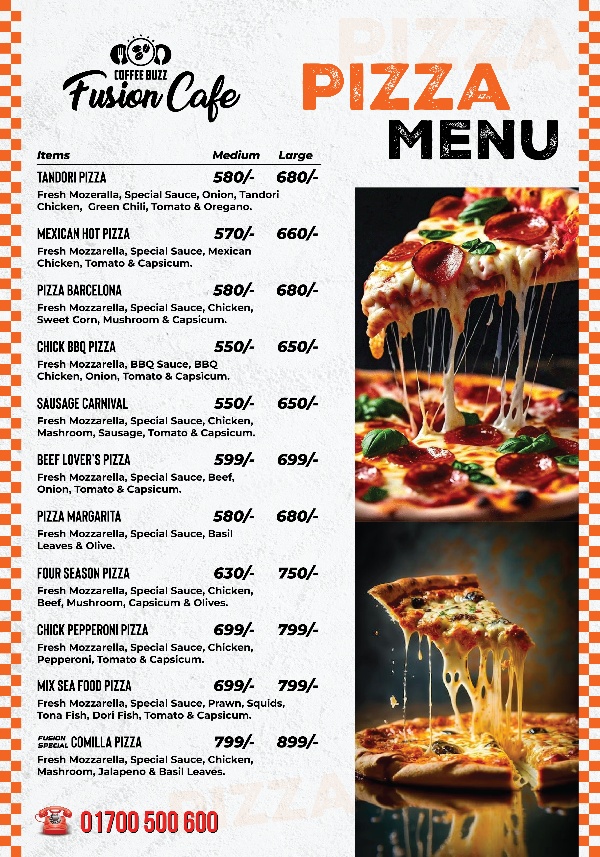 COFFEE BUZZ
Fusion Cafe
PIZZA
PIZZA
MENU
Items Medium Large
TANDORI PIZZA 580/- 680/-
Fresh Mozeralla, Special Sauce, Onion, Tandori
Chicken, Green Chili, Tomato & Oregano.
MEXICAN HOT PIZZA 570/- 660/-
Fresh Mozzarella, Special Sauce, Mexican
Chicken, Tomato & Capsicum.
PIZZA BARCELONA 580/- 680/-
Fresh Mozzarella, Special Sauce, Chicken,
Sweet Corn, Mushroom & Capsicum.
CHICK BBQ PIZZA 550/- 650/-
Fresh Mozzarella, BBQ Sauce, BBQ
Chicken, Onion, Tomato & Capsicum.
SAUSAGE CARNIVAL 550/- 650/-
Fresh Mozzarella, Special Sauce, Chicken,
Mashroom, Sausage, Tomato & Capsicum.
BEEF LOVER'S PIZZA 599/- 699/-
Fresh Mozzarella, Special Sauce, Beef,
Onion, Tomato & Capsicum.
PIZZA MARGARITA 580/- 680/-
Fresh Mozzarella, Special Sauce, Basil
Leaves & Olive.
FOUR SEASON PIZZA 630/- 750/-
Fresh Mozzarella, Special Sauce, Chicken,
Beef, Mushroom, Capsicum & Olives.
CHICK PEPPERONI PIZZA 699/- 799/-
Fresh Mozzarella, Special Sauce, Chicken,
Pepperoni, Tomato & Capsicum.
MIX SEA FOOD PIZZA 699/- 799/-
Fresh Mozzarella, Special Sauce, Prawn, Squids,
Tona Fish, Dori Fish, Tomato & Capsicum.
FUSION SPECIAL COMILLA PIZZA 799/- 899/-
Fresh Mozzarella, Special Sauce, Chicken,
Mashroom, Jalapeno & Basil Leaves.
PIZZA
01700 500 600